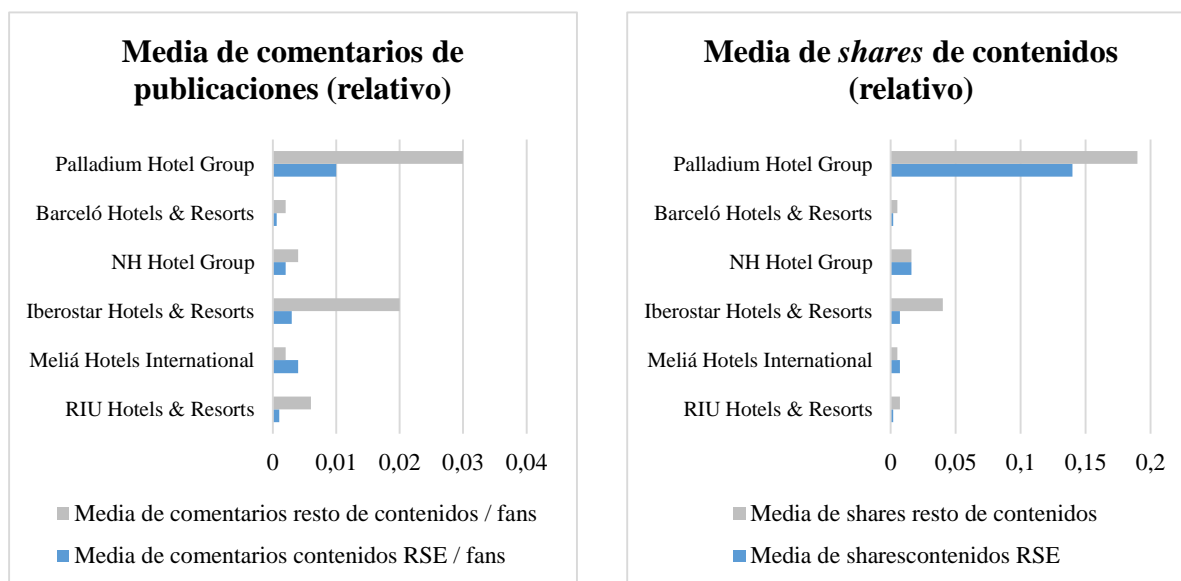 Media de comentarios de
publicaciones (relativo)
Palladium Hotel Group
Barceló Hotels & Resorts
NH Hotel Group
Iberostar Hotels & Resorts
Meliá Hotels International
RIU Hotels & Resorts
0 0,01 0,02 0,03 0,04
Media de comentarios resto de contenidos / fans
Media de comentarios contenidos RSE / fans
Media de shares de contenidos
(relativo)
Palladium Hotel Group
Barceló Hotels & Resorts
NH Hotel Group
Iberostar Hotels & Resorts
Meliá Hotels International
RIU Hotels & Resorts
0 0,05 0,1 0,15 0,2
Media de shares resto de contenidos
Media de sharescontenidos RSE